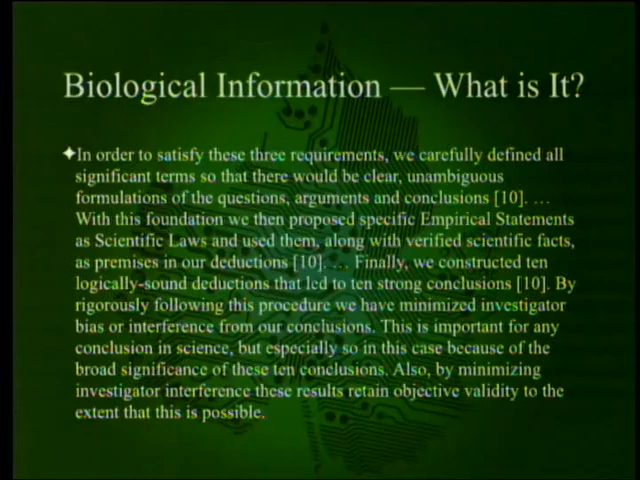 Biological Information — What is It?
✦In order to satisfy these three requirements, we carefully defined all
significant terms so that there would be clear, unambiguous
formulations of the questions, arguments and conclusions [10]. …
With this foundation we then proposed specific Empirical Statements
as Scientific Laws and used them, along with verified scientific facts,
as premises in our deductions [10]. … Finally, we constructed ten
logically-sound deductions that led to ten strong conclusions [10]. By
rigorously following this procedure we have minimized investigator
bias or interference from our conclusions. This is important for any
conclusion in science, but especially so in this case because of the
broad significance of these ten conclusions. Also, by minimizing
investigator interference these results retain objective validity to the
extent that this is possible.